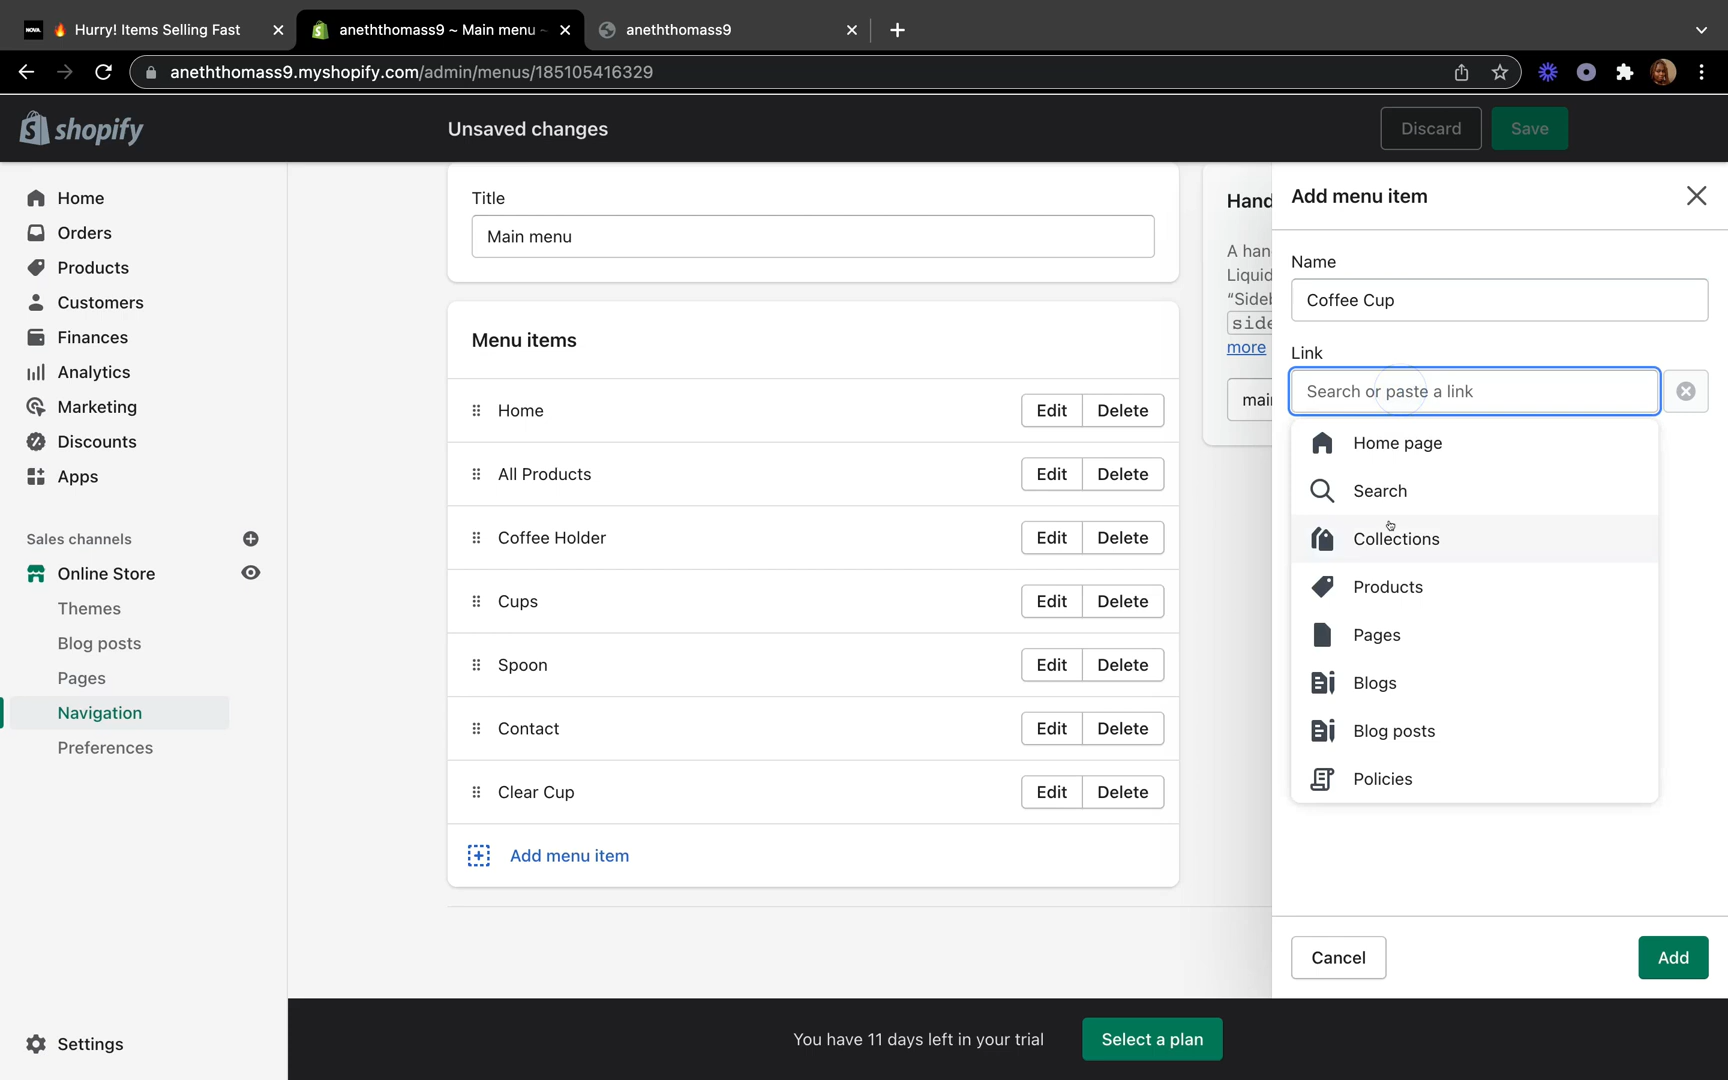 NOVA. 🔥 Hurry! Items Selling Fast
aneththomass9 ~ Main menu ~
aneththomass9
aneththomass9.myshopify.com/admin/menus/185105416329
shopify
Unsaved changes
Discard
Save
Home
Orders
Products
Customers
Finances
Analytics
Marketing
Discounts
Apps
Sales channels
Online Store
Themes
Blog posts
Pages
Navigation
Preferences
Settings
Title
Main menu
Menu items
Home Edit Delete
All Products Edit Delete
Coffee Holder Edit Delete
Cups Edit Delete
Spoon Edit Delete
Contact Edit Delete
Clear Cup Edit Delete
Add menu item
Hand
A han
Liquid
“Sideb
side
more
mai
Add menu item
Name
Coffee Cup
Link
Search or paste a link
Home page
Search
Collections
Products
Pages
Blogs
Blog posts
Policies
Cancel
Add
You have 11 days left in your trial
Select a plan